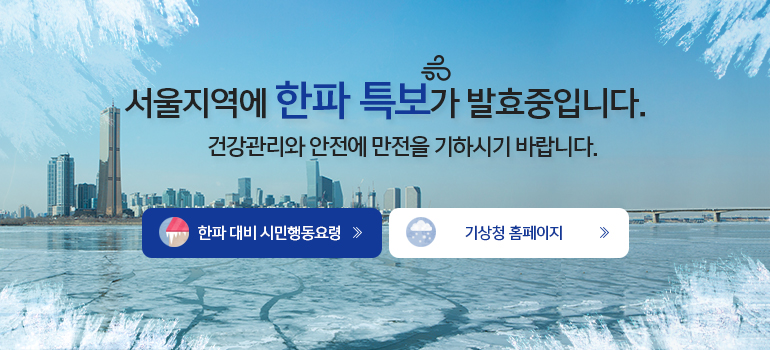 서울지역에 한파 특보가 발효중입니다.
건강관리와 안전에 만전을 기하시기 바랍니다.
한파 대비 시민행동요령
기상청 홈페이지